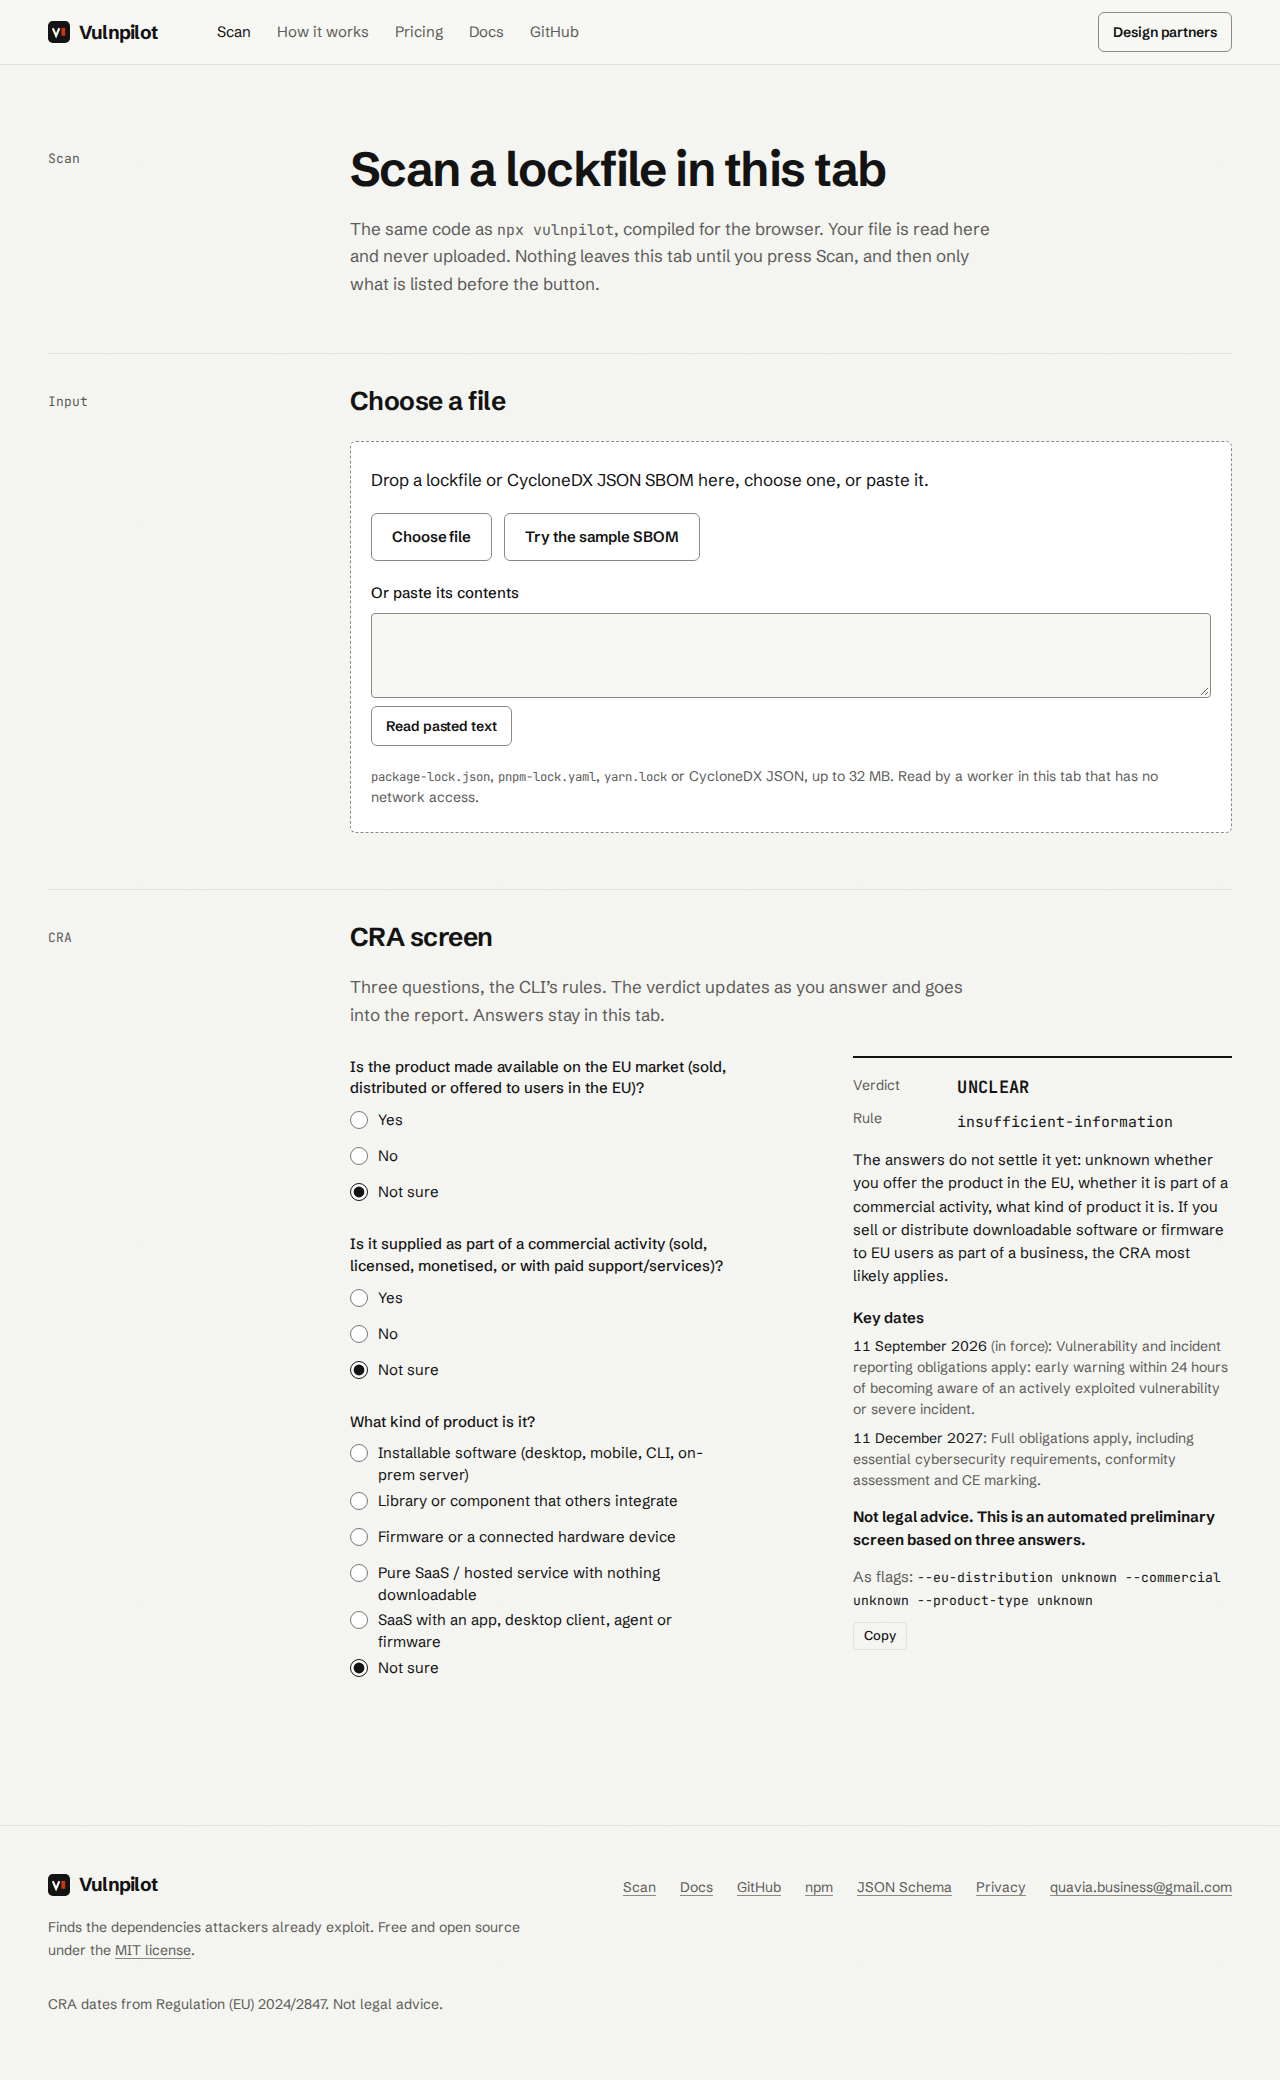 Vulnpilot
Scan
How it works
Pricing
Docs
GitHub
Design partners
Scan
Scan a lockfile in this tab
The same code as npx vulnpilot, compiled for the browser. Your file is read here
and never uploaded. Nothing leaves this tab until you press Scan, and then only
what is listed before the button.
Input
Choose a file
Drop a lockfile or CycloneDX JSON SBOM here, choose one, or paste it.
Choose file
Try the sample SBOM
Or paste its contents
Read pasted text
package-lock.json, pnpm-lock.yaml, yarn.lock or CycloneDX JSON, up to 32 MB. Read by a worker in this tab that has no
network access.
CRA
CRA screen
Three questions, the CLI’s rules. The verdict updates as you answer and goes
into the report. Answers stay in this tab.
Is the product made available on the EU market (sold,
distributed or offered to users in the EU)?
Yes
No
Not sure
Is it supplied as part of a commercial activity (sold,
licensed, monetised, or with paid support/services)?
Yes
No
Not sure
What kind of product is it?
Installable software (desktop, mobile, CLI, on-
prem server)
Library or component that others integrate
Firmware or a connected hardware device
Pure SaaS / hosted service with nothing
downloadable
SaaS with an app, desktop client, agent or
firmware
Not sure
Verdict UNCLEAR
Rule insufficient-information
The answers do not settle it yet: unknown whether
you offer the product in the EU, whether it is part of a
commercial activity, what kind of product it is. If you
sell or distribute downloadable software or firmware
to EU users as part of a business, the CRA most
likely applies.
Key dates
11 September 2026 (in force): Vulnerability and incident
reporting obligations apply: early warning within 24 hours
of becoming aware of an actively exploited vulnerability
or severe incident.
11 December 2027: Full obligations apply, including
essential cybersecurity requirements, conformity
assessment and CE marking.
Not legal advice. This is an automated preliminary
screen based on three answers.
As flags: --eu-distribution unknown --commercial
unknown --product-type unknown
Copy
Vulnpilot
Finds the dependencies attackers already exploit. Free and open source
under the MIT license.
Scan
Docs
GitHub
npm
JSON Schema
Privacy
quavia.business@gmail.com
CRA dates from Regulation (EU) 2024/2847. Not legal advice.